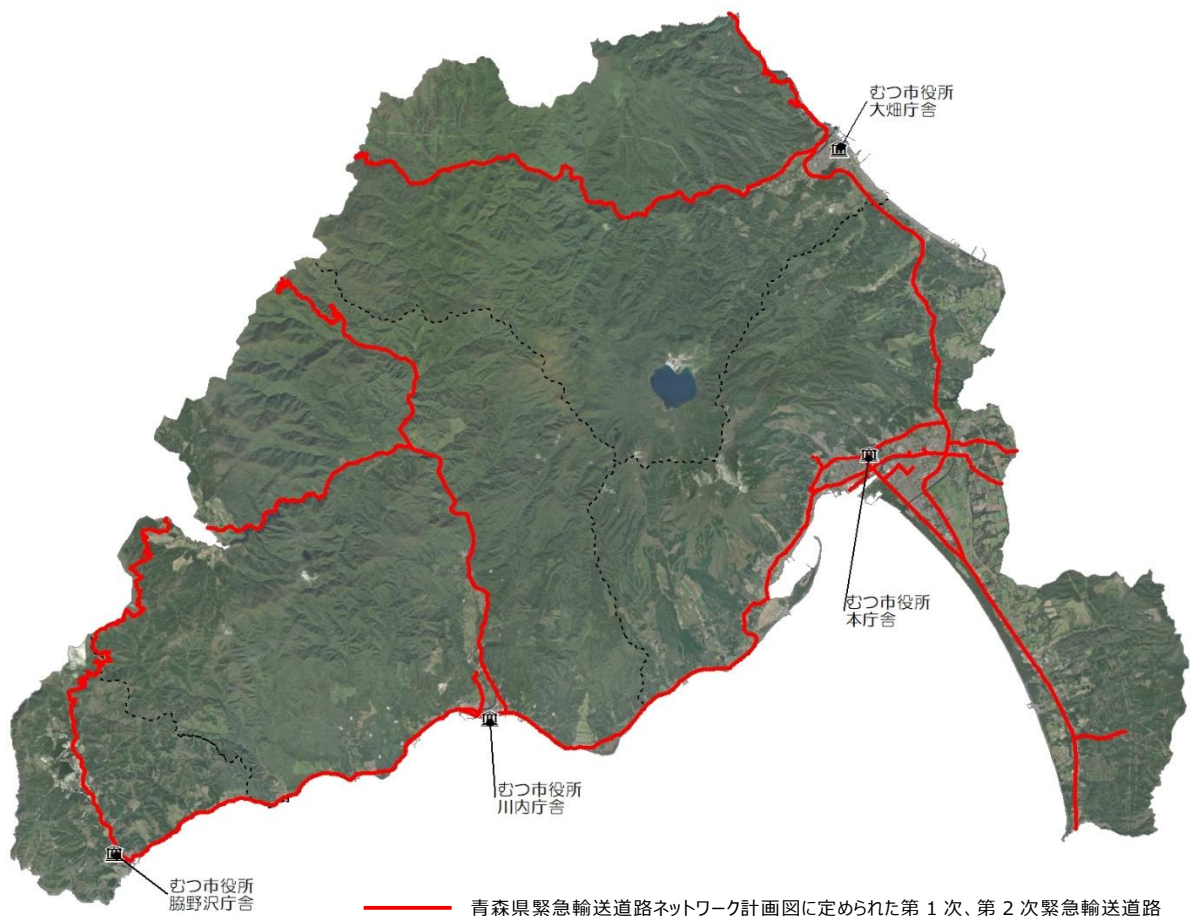 むつ市役所
大畑庁舎
むつ市役所
本庁舎
むつ市役所
川内庁舎
むつ市役所
脇野沢庁舎
青森県緊急輸送道路ネットワーク計画図に定められた第 1 次、第 2 次緊急輸送道路